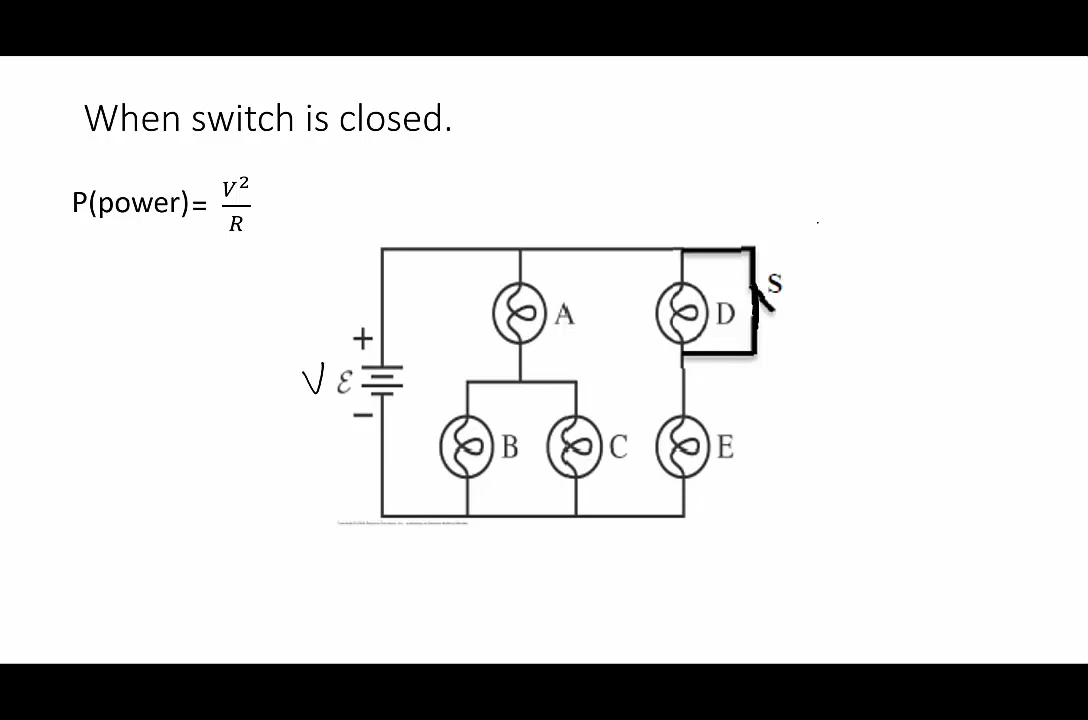 When switch is closed.
P(power)= V²/R
S
A
D
+
V ε
−
B
C
E